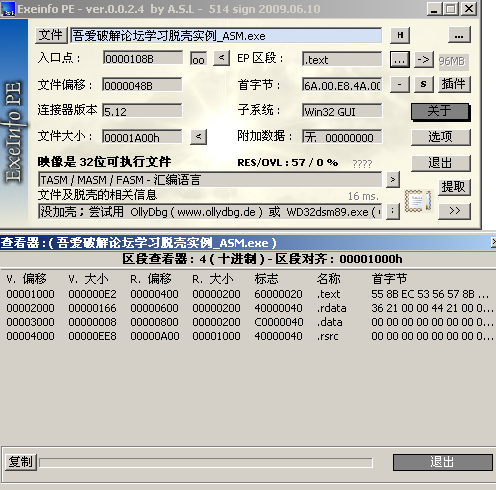 Exeinfo PE - ver.0.0.2.4 by A.S.L - 514 sign 2009.06.10
文件 吾爱破解论坛学习脱壳实例_ASM.exe H ...
入口点： 0000108B oo < EP 区段： .text ... -> 96MB
文件偏移： 0000048B 首字节： 6A.00.E8.4A.00 - S 插件
连接器版本 5.12 子系统： Win32 GUI 关于
文件大小： 00001A00h < 附加数据： 无 00000000 选项
映像是 32位可执行文件 RES/OVL : 57 / 0 % ???? 退出
TASM / MASM / FASM - 汇编语言 >
文件及脱壳的相关信息 16 ms. 提取
没加壳；尝试用 OllyDbg ( www.ollydbg.de ) 或 WD32dsm89.exe ( : >>
ExeInfo PE
查看器:( 吾爱破解论坛学习脱壳实例_ASM.exe )
区段查看器: 4 ( 十进制 ) - 区段对齐: 00001000h
V. 偏移 V. 大小 R. 偏移 R. 大小 标志 名称 首字节
00001000 000000E2 00000400 00000200 60000020 .text 55 8B EC 53 56 57 8B ...
00002000 00000166 00000600 00000200 40000040 .rdata 36 21 00 00 44 21 00 0...
00003000 00000008 00000800 00000200 C0000040 .data 00 00 00 00 00 00 00 0...
00004000 00000EE8 00000A00 00001000 40000040 .rsrc 00 00 00 00 00 00 00 0...
复制 退出